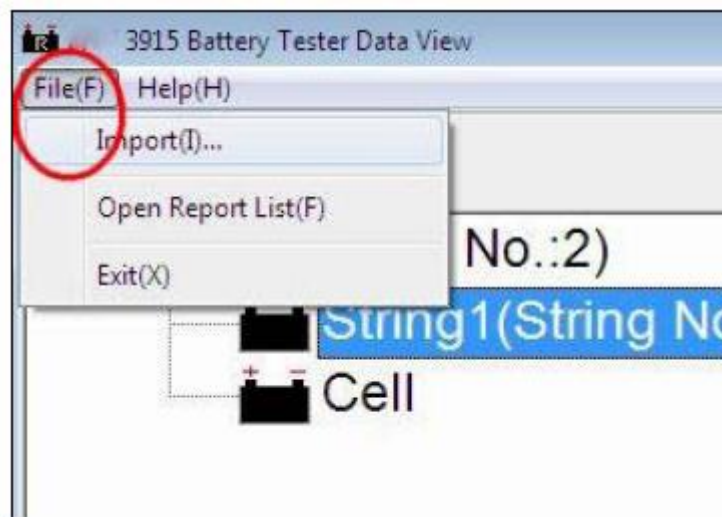 3915 Battery Tester Data View
File(F) Help(H)
Import(I)...
Open Report List(F)
Exit(X)
No.:2)
String1(String No
Cell